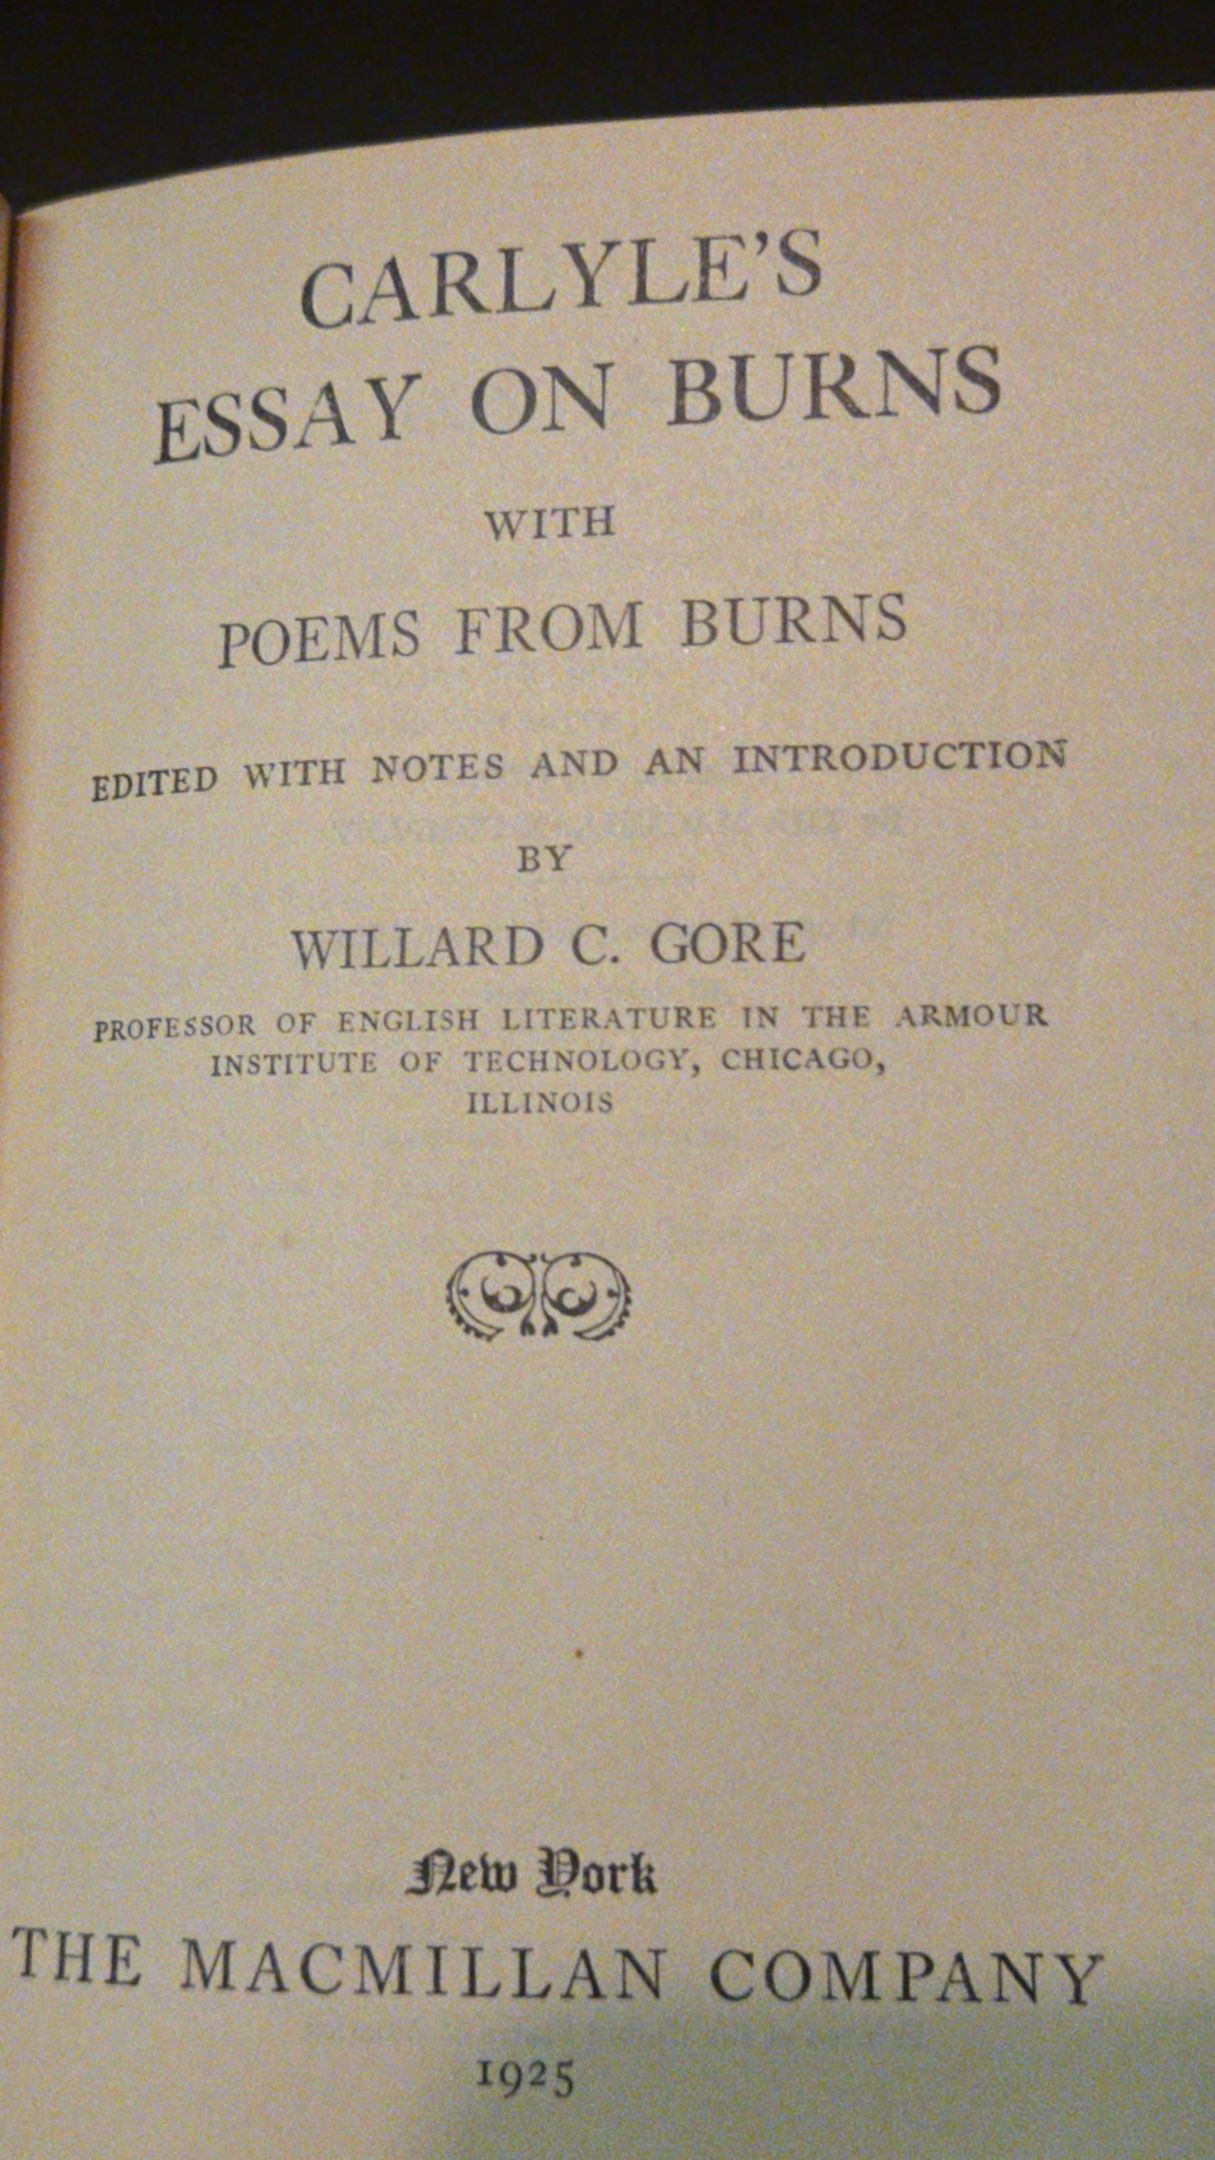 CARLYLE'S
ESSAY ON BURNS
WITH
POEMS FROM BURNS
EDITED WITH NOTES AND AN INTRODUCTION
BY
WILLARD C. GORE
PROFESSOR OF ENGLISH LITERATURE IN THE ARMOUR
INSTITUTE OF TECHNOLOGY, CHICAGO,
ILLINOIS
New York
THE MACMILLAN COMPANY
1925